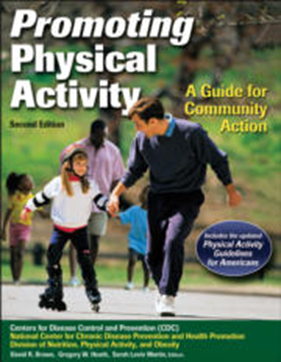 Promoting
Physical
Activity
A Guide for
Community
Action
Second Edition
Includes the updated
Physical Activity
Guidelines
for Americans
Centers for Disease Control and Prevention (CDC)
National Center for Chronic Disease Prevention and Health Promotion
Division of Nutrition, Physical Activity, and Obesity
David R. Brown, Gregory W. Heath, Sarah Levin Martin, Editors